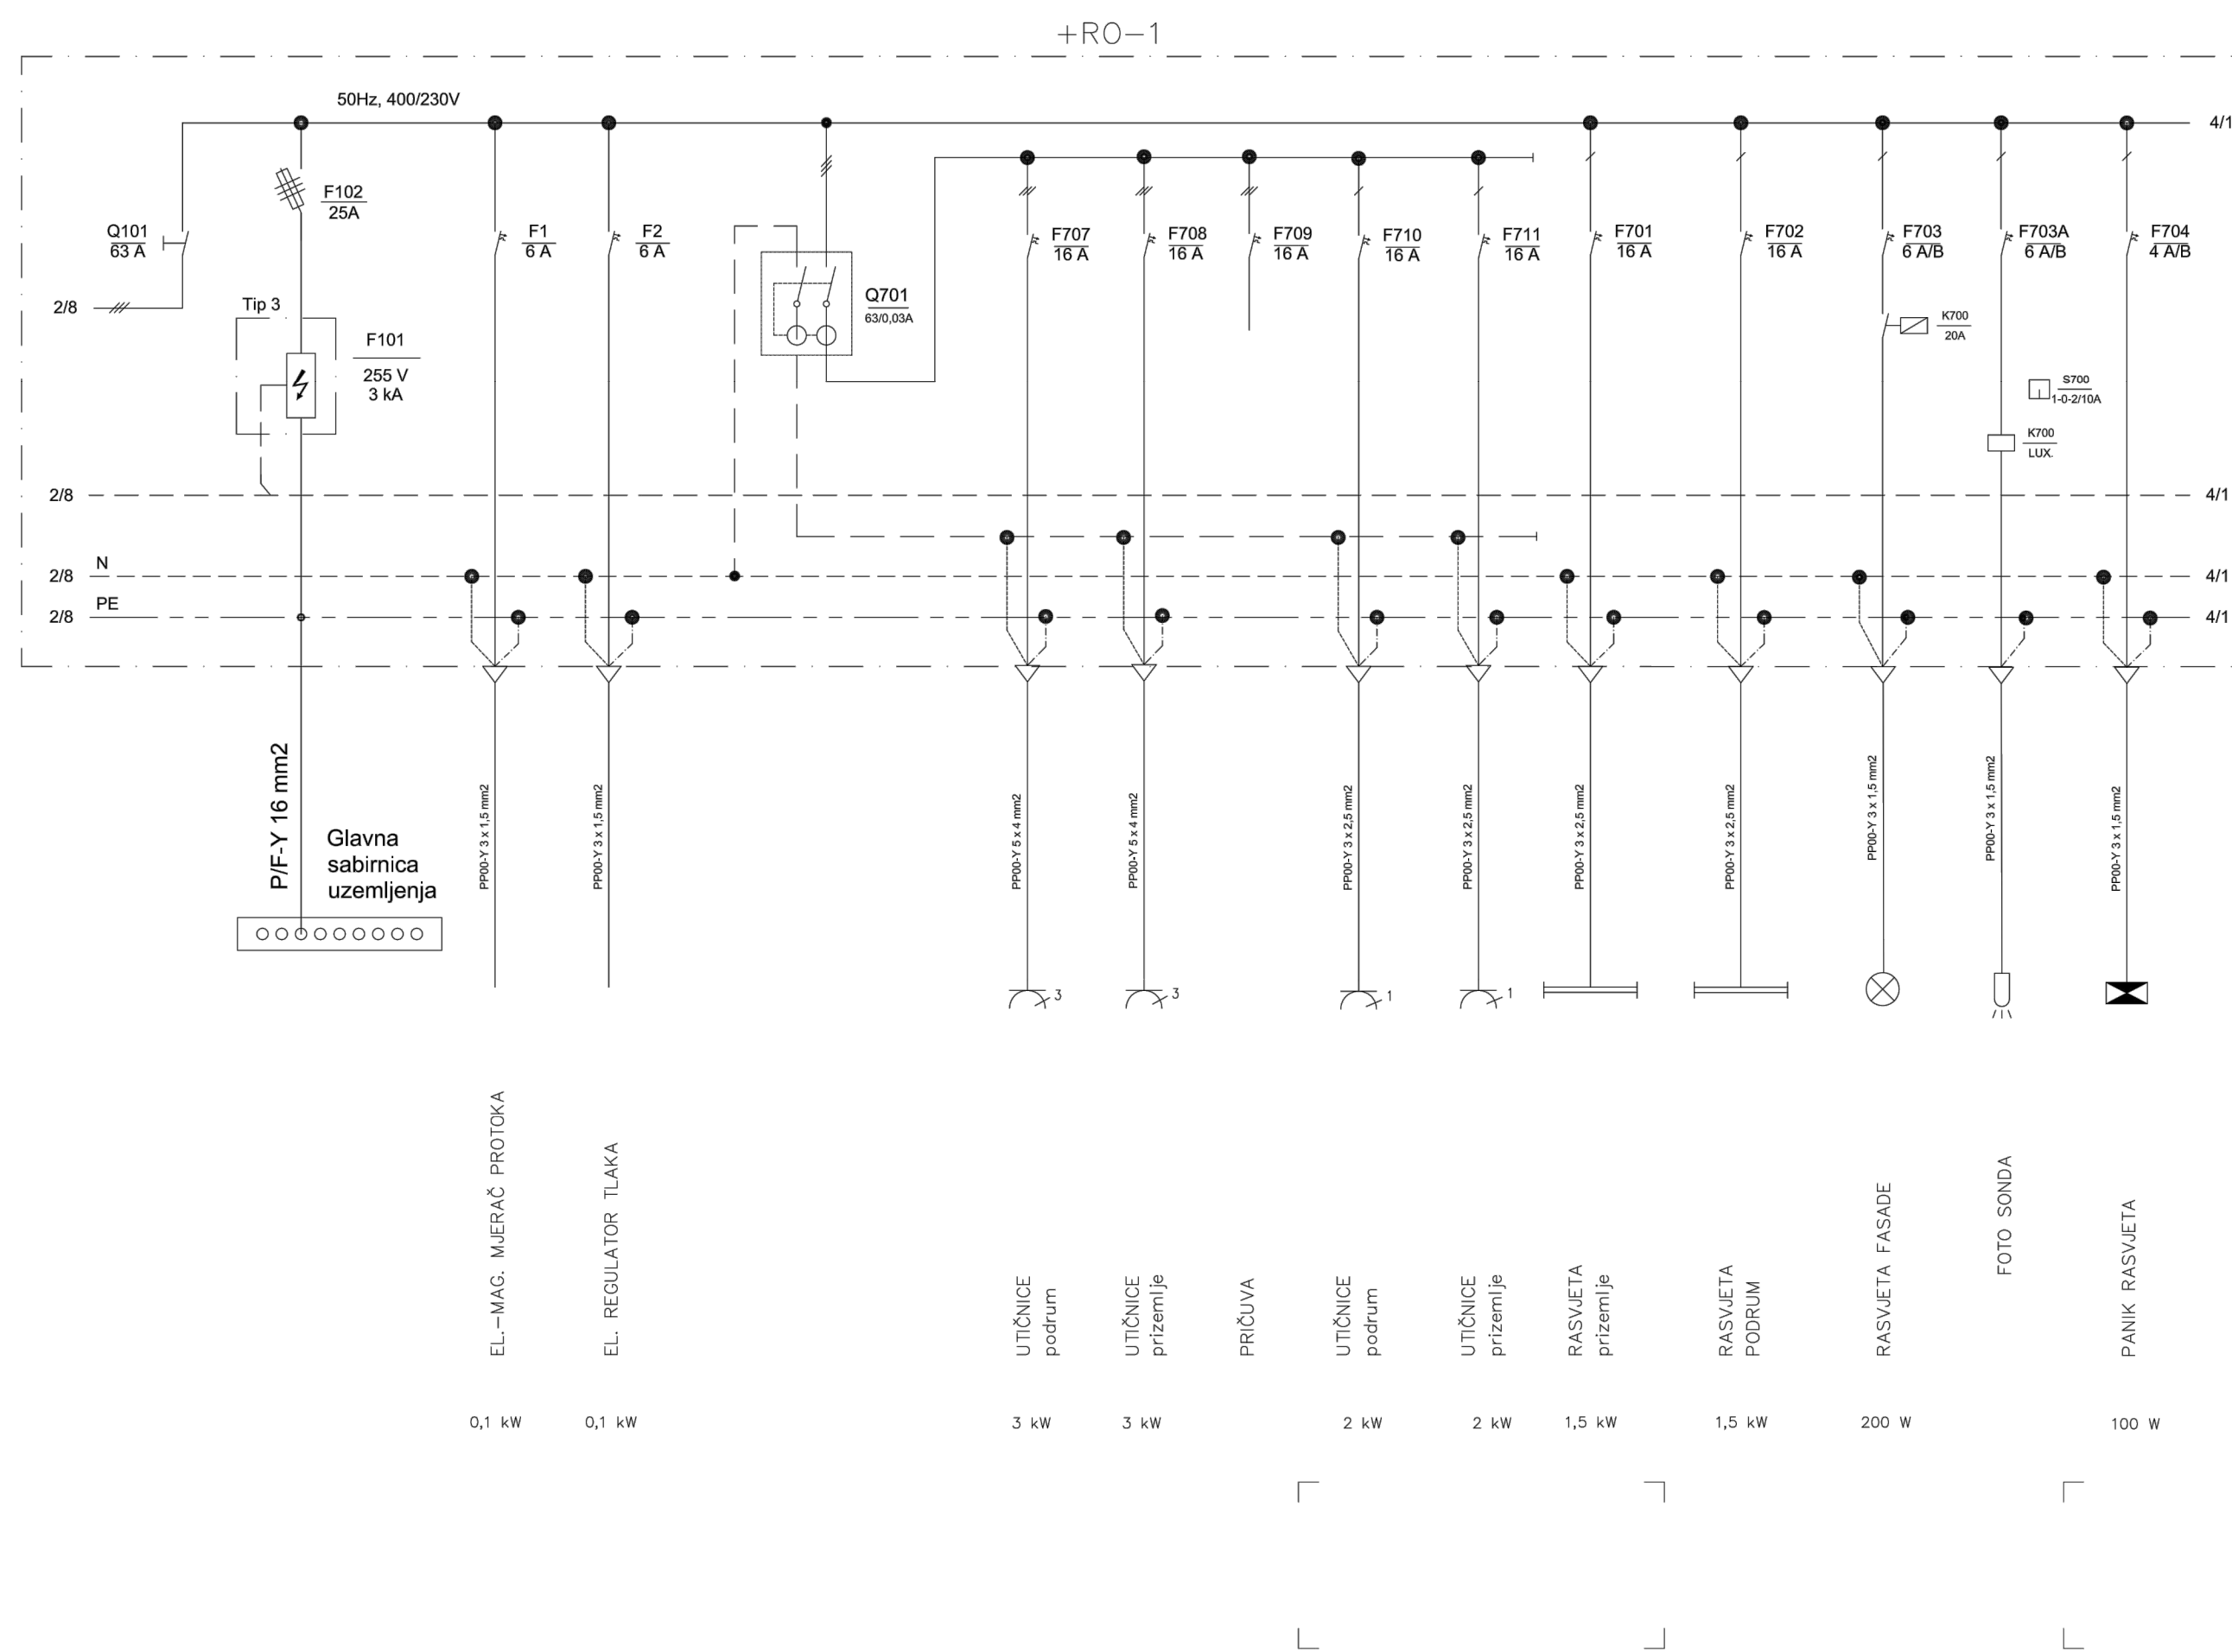 +RO-1
50Hz, 400/230V
4/1
F102
25A
Q101
63 A
F1
6 A
F2
6 A
F707
16 A
F708
16 A
F709
16 A
F710
16 A
F711
16 A
F701
16 A
F702
16 A
F703
6 A/B
F703A
6 A/B
F704
4 A/B
2/8
Tip 3
Q701
63/0,03A
K700
20A
F101
255 V
3 kA
S700
1-0-2/10A
K700
LUX.
2/8
4/1
N
2/8
4/1
PE
2/8
4/1
P/F-Y 16 mm2
Glavna
sabirnica
uzemljenja
PP00-Y 3 x 1,5 mm2
PP00-Y 3 x 1,5 mm2
PP00-Y 5 x 4 mm2
PP00-Y 5 x 4 mm2
PP00-Y 3 x 2,5 mm2
PP00-Y 3 x 2,5 mm2
PP00-Y 3 x 2,5 mm2
PP00-Y 3 x 2,5 mm2
PP00-Y 3 x 1,5 mm2
PP00-Y 3 x 1,5 mm2
PP00-Y 3 x 1,5 mm2
3
3
1
1
EL.-MAG. MJERAČ PROTOKA
EL. REGULATOR TLAKA
UTIČNICE
podrum
UTIČNICE
prizemlje
PRIČUVA
UTIČNICE
podrum
UTIČNICE
prizemlje
RASVJETA
prizemlje
RASVJETA
PODRUM
RASVJETA FASADE
FOTO SONDA
PANIK RASVJETA
0,1 kW
0,1 kW
3 kW
3 kW
2 kW
2 kW
1,5 kW
1,5 kW
200 W
100 W